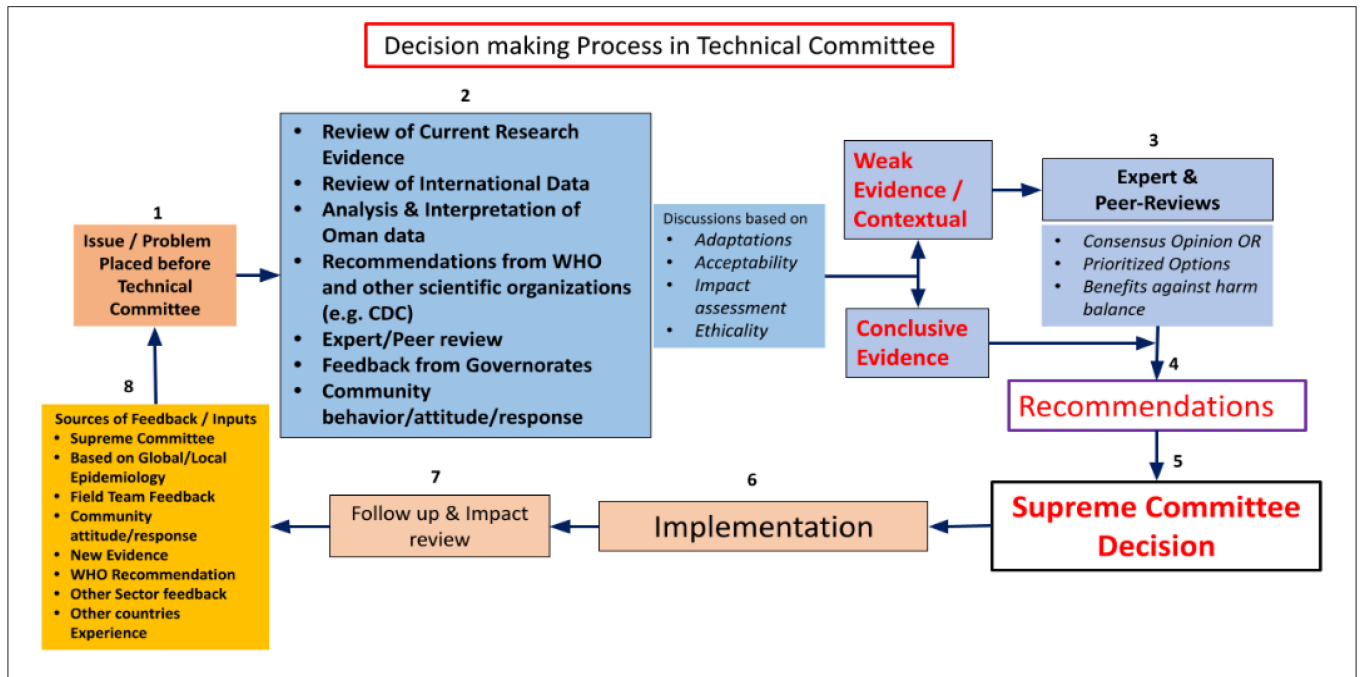 Decision making Process in Technical Committee
1
Issue / Problem
Placed before
Technical
Committee
2
• Review of Current Research
Evidence
• Review of International Data
• Analysis & Interpretation of
Oman data
• Recommendations from WHO
and other scientific organizations
(e.g. CDC)
• Expert/Peer review
• Feedback from Governorates
• Community
behavior/attitude/response
Discussions based on
• Adaptations
• Acceptability
• Impact
assessment
• Ethicality
Weak
Evidence /
Contextual
Conclusive
Evidence
3
Expert &
Peer-Reviews
• Consensus Opinion OR
• Prioritized Options
• Benefits against harm
balance
4
Recommendations
5
Supreme Committee
Decision
6
Implementation
7
Follow up & Impact
review
8
Sources of Feedback / Inputs
• Supreme Committee
• Based on Global/Local
Epidemiology
• Field Team Feedback
• Community
attitude/response
• New Evidence
• WHO Recommendation
• Other Sector feedback
• Other countries
Experience